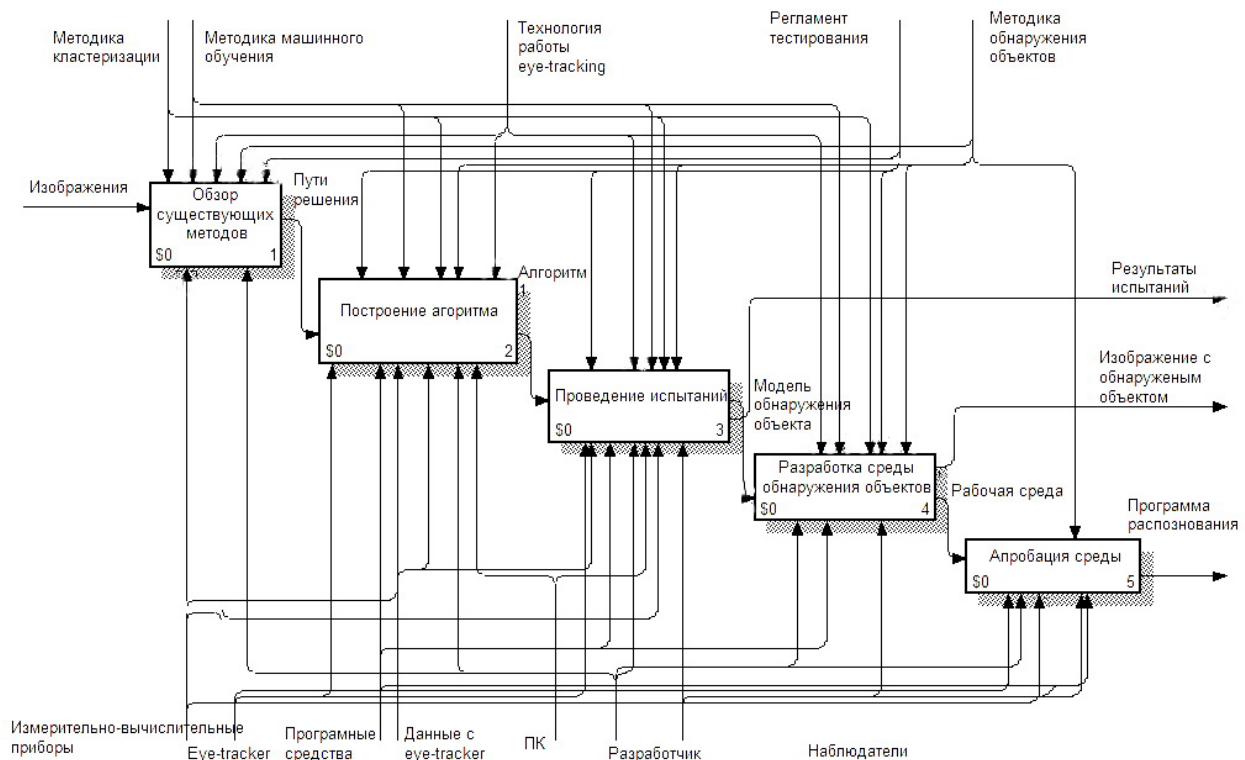 Методика
кластеризации
Методика машинного
обучения
Технология
работы
eye-tracking
Регламент
тестирования
Методика
обнаружения
объектов
Изображения
Обзор
существующих
методов
$0
1
Пути
решения
Построение агоритма
$0
2
Алгоритм
1
Проведение испытаний
$0
3
Модель
обнаружения
объекта
Результаты
испытаний
Изображение с
обнаруженым
объектом
Разработка среды
обнаружения объектов
$0
4
Рабочая среда
Программа
распознования
Апробация среды
$0
5
Измерительно-вычислительные
приборы
Eye-tracker
Програмные
средства
Данные с
eye-tracker
ПК
Разработчик
Наблюдатели